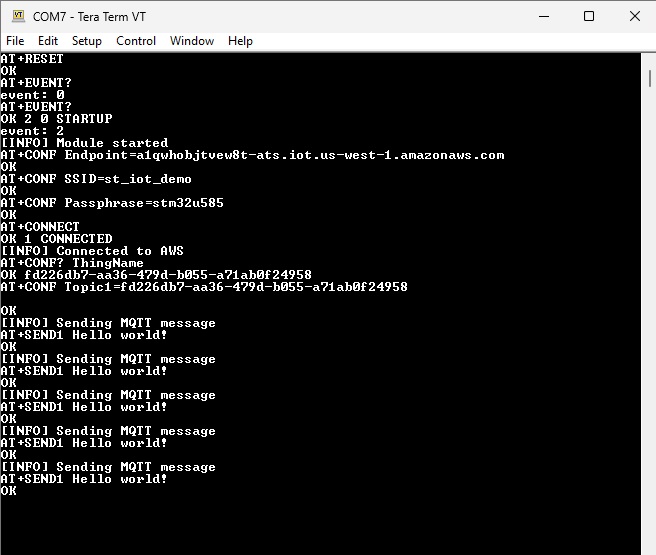 COM7 - Tera Term VT
File Edit Setup Control Window Help
AT+RESET
OK
AT+EVENT?
event: 0
AT+EVENT?
OK 2 0 STARTUP
event: 2
[INFO] Module started
AT+CONF Endpoint=a1qwhobjtvew8t-ats.iot.us-west-1.amazonaws.com
OK
AT+CONF SSID=st_iot_demo
OK
AT+CONF Passphrase=stm32u585
OK
AT+CONNECT
OK 1 CONNECTED
[INFO] Connected to AWS
AT+CONF? ThingName
OK fd226db7-aa36-479d-b055-a71ab0f24958
AT+CONF Topic1=fd226db7-aa36-479d-b055-a71ab0f24958
OK
[INFO] Sending MQTT message
AT+SEND1 Hello world!
OK
[INFO] Sending MQTT message
AT+SEND1 Hello world!
OK
[INFO] Sending MQTT message
AT+SEND1 Hello world!
OK
[INFO] Sending MQTT message
AT+SEND1 Hello world!
OK
[INFO] Sending MQTT message
AT+SEND1 Hello world!
OK